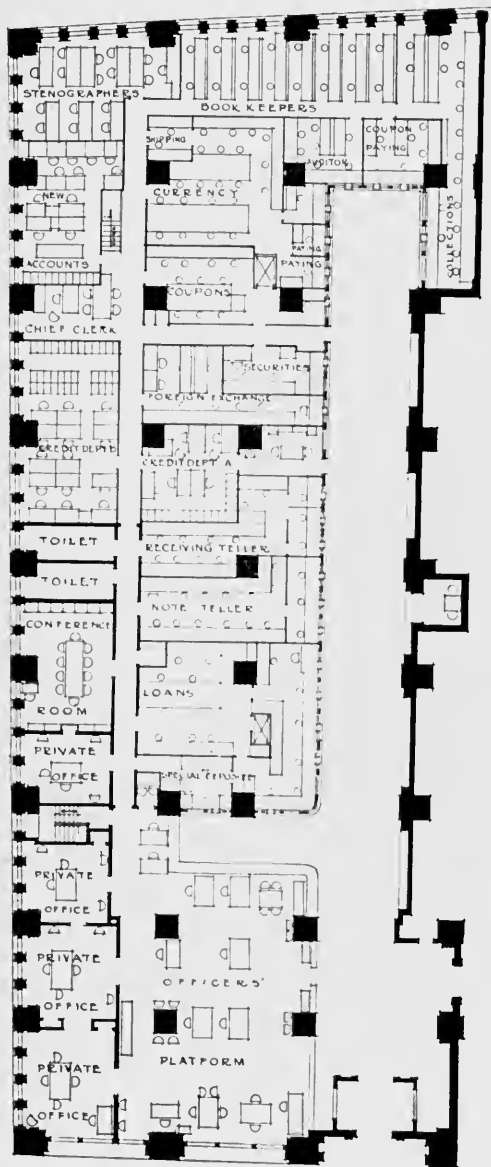 STENOGRAPHERS
BOOK KEEPERS
SHIPPING
COUPON
PAYING
AUDITOR
NEW
CURRENCY
COLLECTIONS
ACCOUNTS
PAYING
PAYING
COUPONS
CHIEF CLERK
SECURITIES
FOREIGN EXCHANGE
CREDIT DEPT B
CREDIT DEPT A
TOILET
RECEIVING TELLER
TOILET
NOTE TELLER
CONFERENCE
ROOM
LOANS
PRIVATE
OFFICE
PRIVATE
OFFICE
PRIVATE
OFFICE
OFFICERS'
PLATFORM
PRIVATE
OFFICE